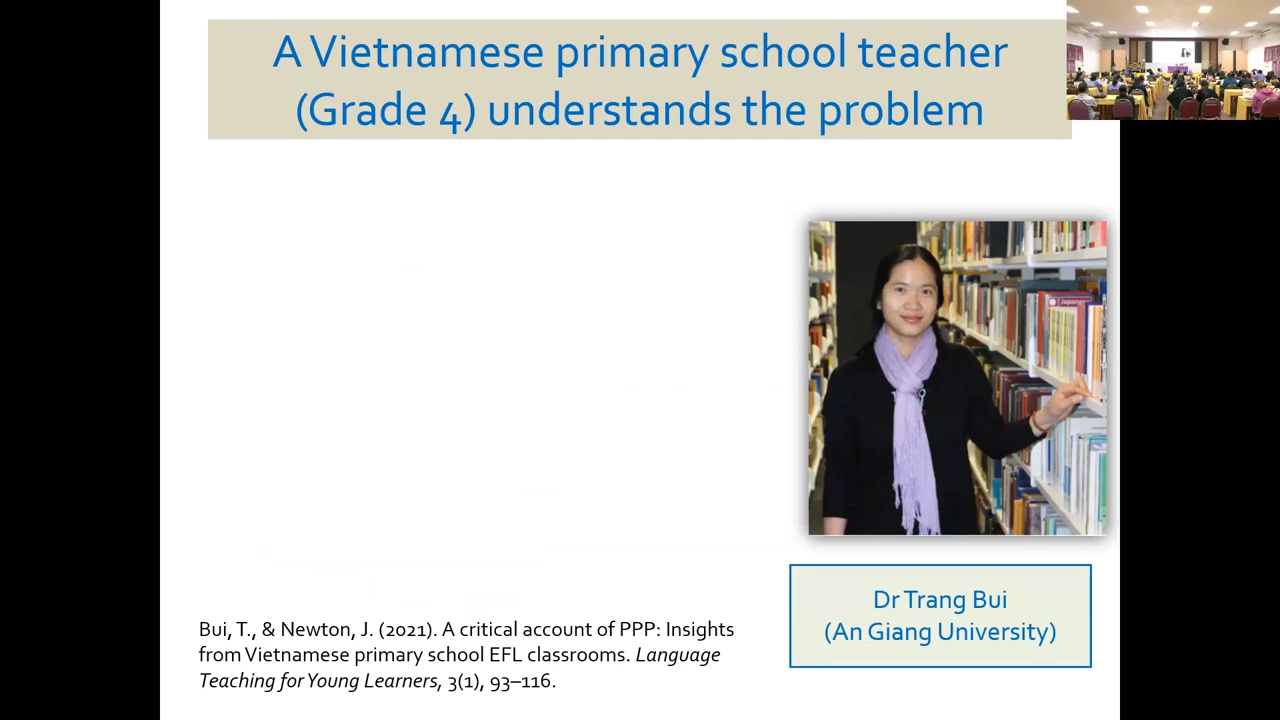 A Vietnamese primary school teacher
(Grade 4) understands the problem
Dr Trang Bui
(An Giang University)
Bui, T., & Newton, J. (2021). A critical account of PPP: Insights
from Vietnamese primary school EFL classrooms. Language
Teaching for Young Learners, 3(1), 93–116.